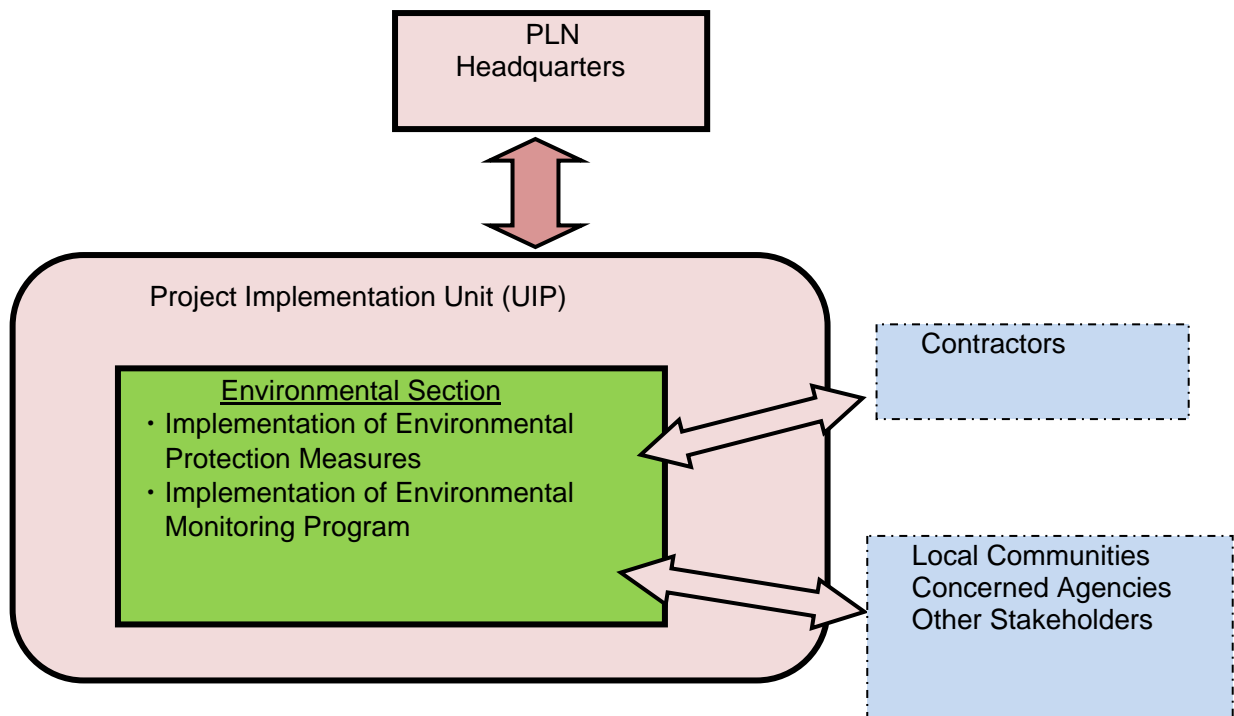 PLN
Headquarters
Project Implementation Unit (UIP)
Environmental Section
・Implementation of Environmental
Protection Measures
・Implementation of Environmental
Monitoring Program
Contractors
Local Communities
Concerned Agencies
Other Stakeholders